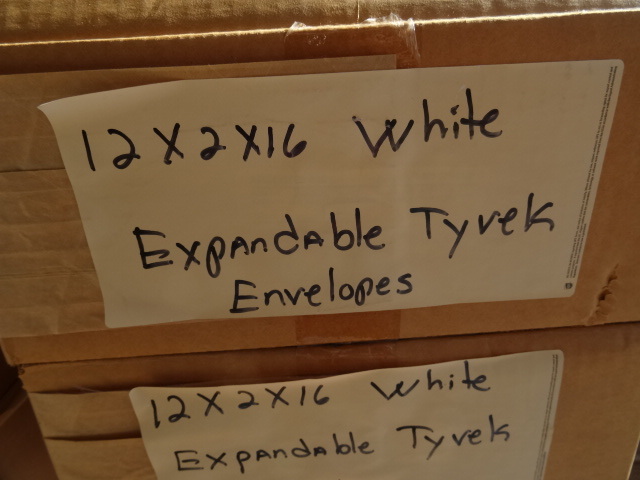 12X2X16 White
Expandable Tyvek
Envelopes
12X2X16 White
Expandable Tyvek